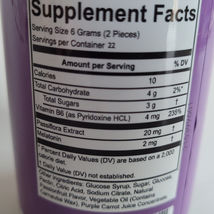 Supplement Facts
Serving Size 6 Grams (2 Pieces)
Servings per Container 22
Amount per Serving % DV
Calories 10
Total Carbohydrate 4 g 2%*
Total Sugars 3 g †
Vitamin B6 (as Pyridoxine HCL) 4 mg 235%
Passiflora Extract 20 mg †
Melatonin 2 mg †
* Percent Daily Values (DV) are based on a 2,000
calorie diet.
† Daily Value (DV) not established.
Other Ingredients: Glucose Syrup, Sugar, Glucose,
Pectin, Citric Acid, Sodium Citrate, Natural
Passionfruit Flavor, Vegetable Oil (Contains
Carnauba Wax), Purple Carrot Juice Concentrate